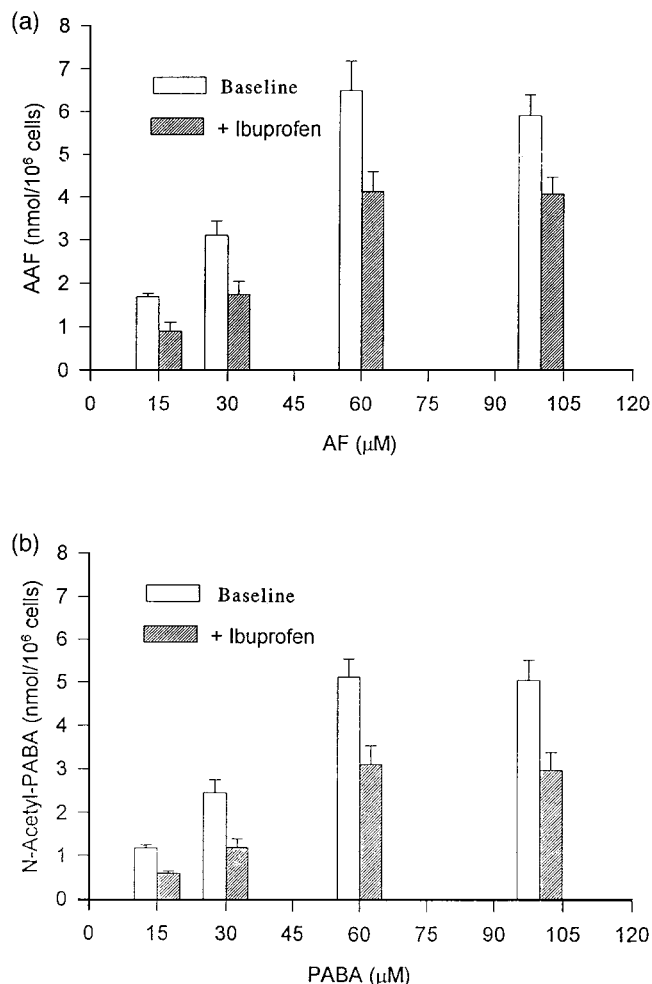 (a)
8
7
6
5
4
3
2
1
0
AAF (nmol/10⁶ cells)
Baseline
+ Ibuprofen
0 15 30 45 60 75 90 105 120
AF (μM)
(b)
8
7
6
5
4
3
2
1
0
N-Acetyl-PABA (nmol/10⁶ cells)
Baseline
+ Ibuprofen
0 15 30 45 60 75 90 105 120
PABA (μM)